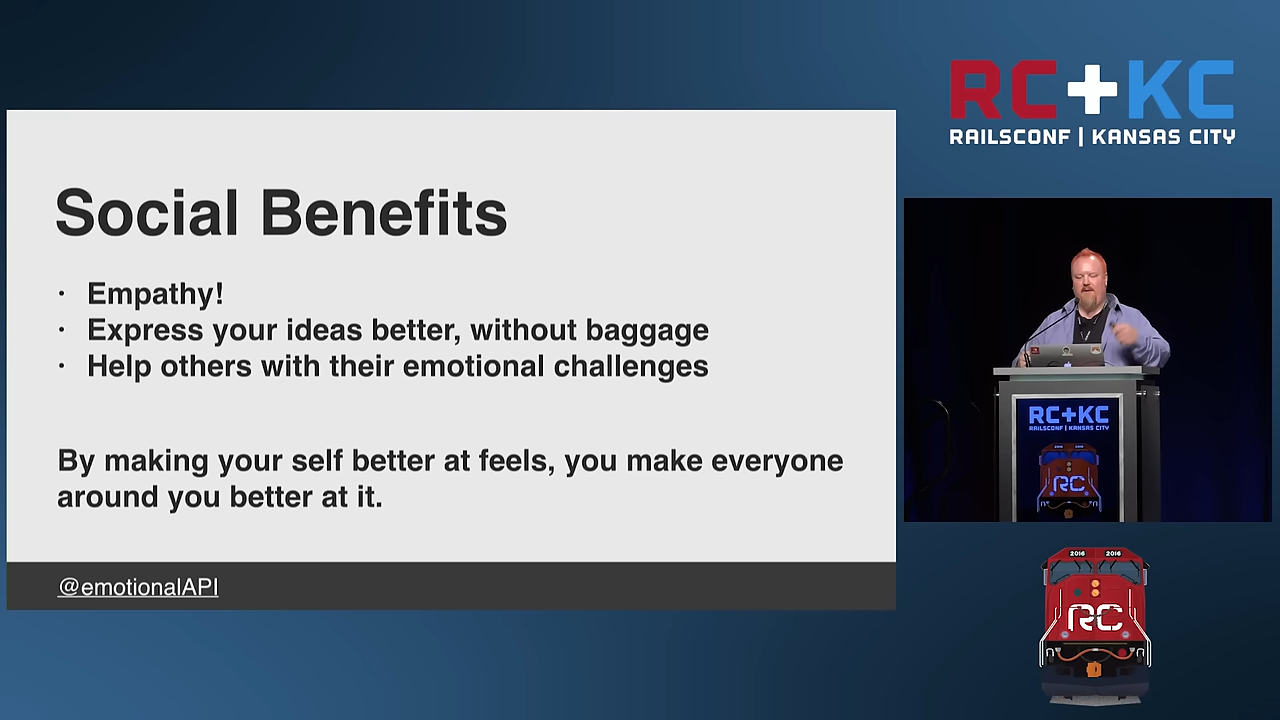 RC+KC
RAILSCONF | KANSAS CITY
Social Benefits
· Empathy!
· Express your ideas better, without baggage
· Help others with their emotional challenges
By making your self better at feels, you make everyone
around you better at it.
@emotionalAPI
RC+KC
RAILSCONF | KANSAS CITY
RC
2016 2016
RC